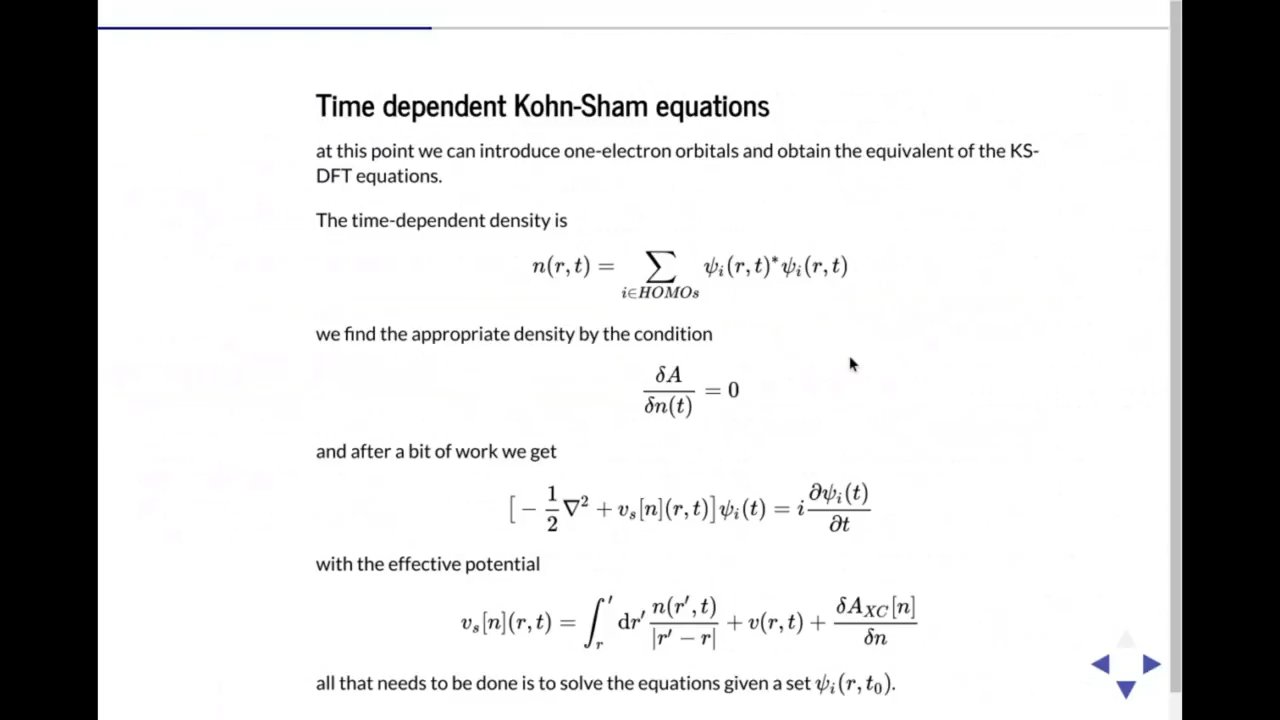 Time dependent Kohn-Sham equations
at this point we can introduce one-electron orbitals and obtain the equivalent of the KS-
DFT equations.
The time-dependent density is
n(r, t) = ∑_{i∈HOMOs} ψ_i(r, t)* ψ_i(r, t)
we find the appropriate density by the condition
δA / δn(t) = 0
and after a bit of work we get
[ − 1/2 ∇² + v_s[n](r, t)] ψ_i(t) = i ∂ψ_i(t) / ∂t
with the effective potential
v_s[n](r, t) = ∫_r ′ dr′ n(r′, t) / |r′ − r| + v(r, t) + δA_{XC}[n] / δn
all that needs to be done is to solve the equations given a set ψ_i(r, t_0).